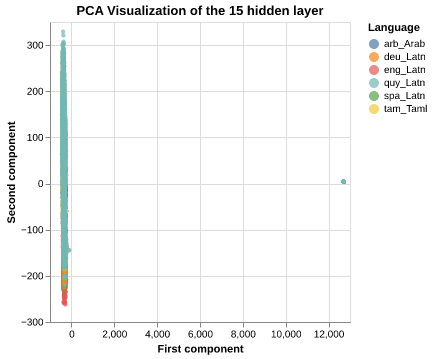 PCA Visualization of the 15 hidden layer
Language
arb_Arab
deu_Latn
eng_Latn
quy_Latn
spa_Latn
tam_Taml
300
200
100
0
−100
−200
−300
Second component
0 2,000 4,000 6,000 8,000 10,000 12,000
First component